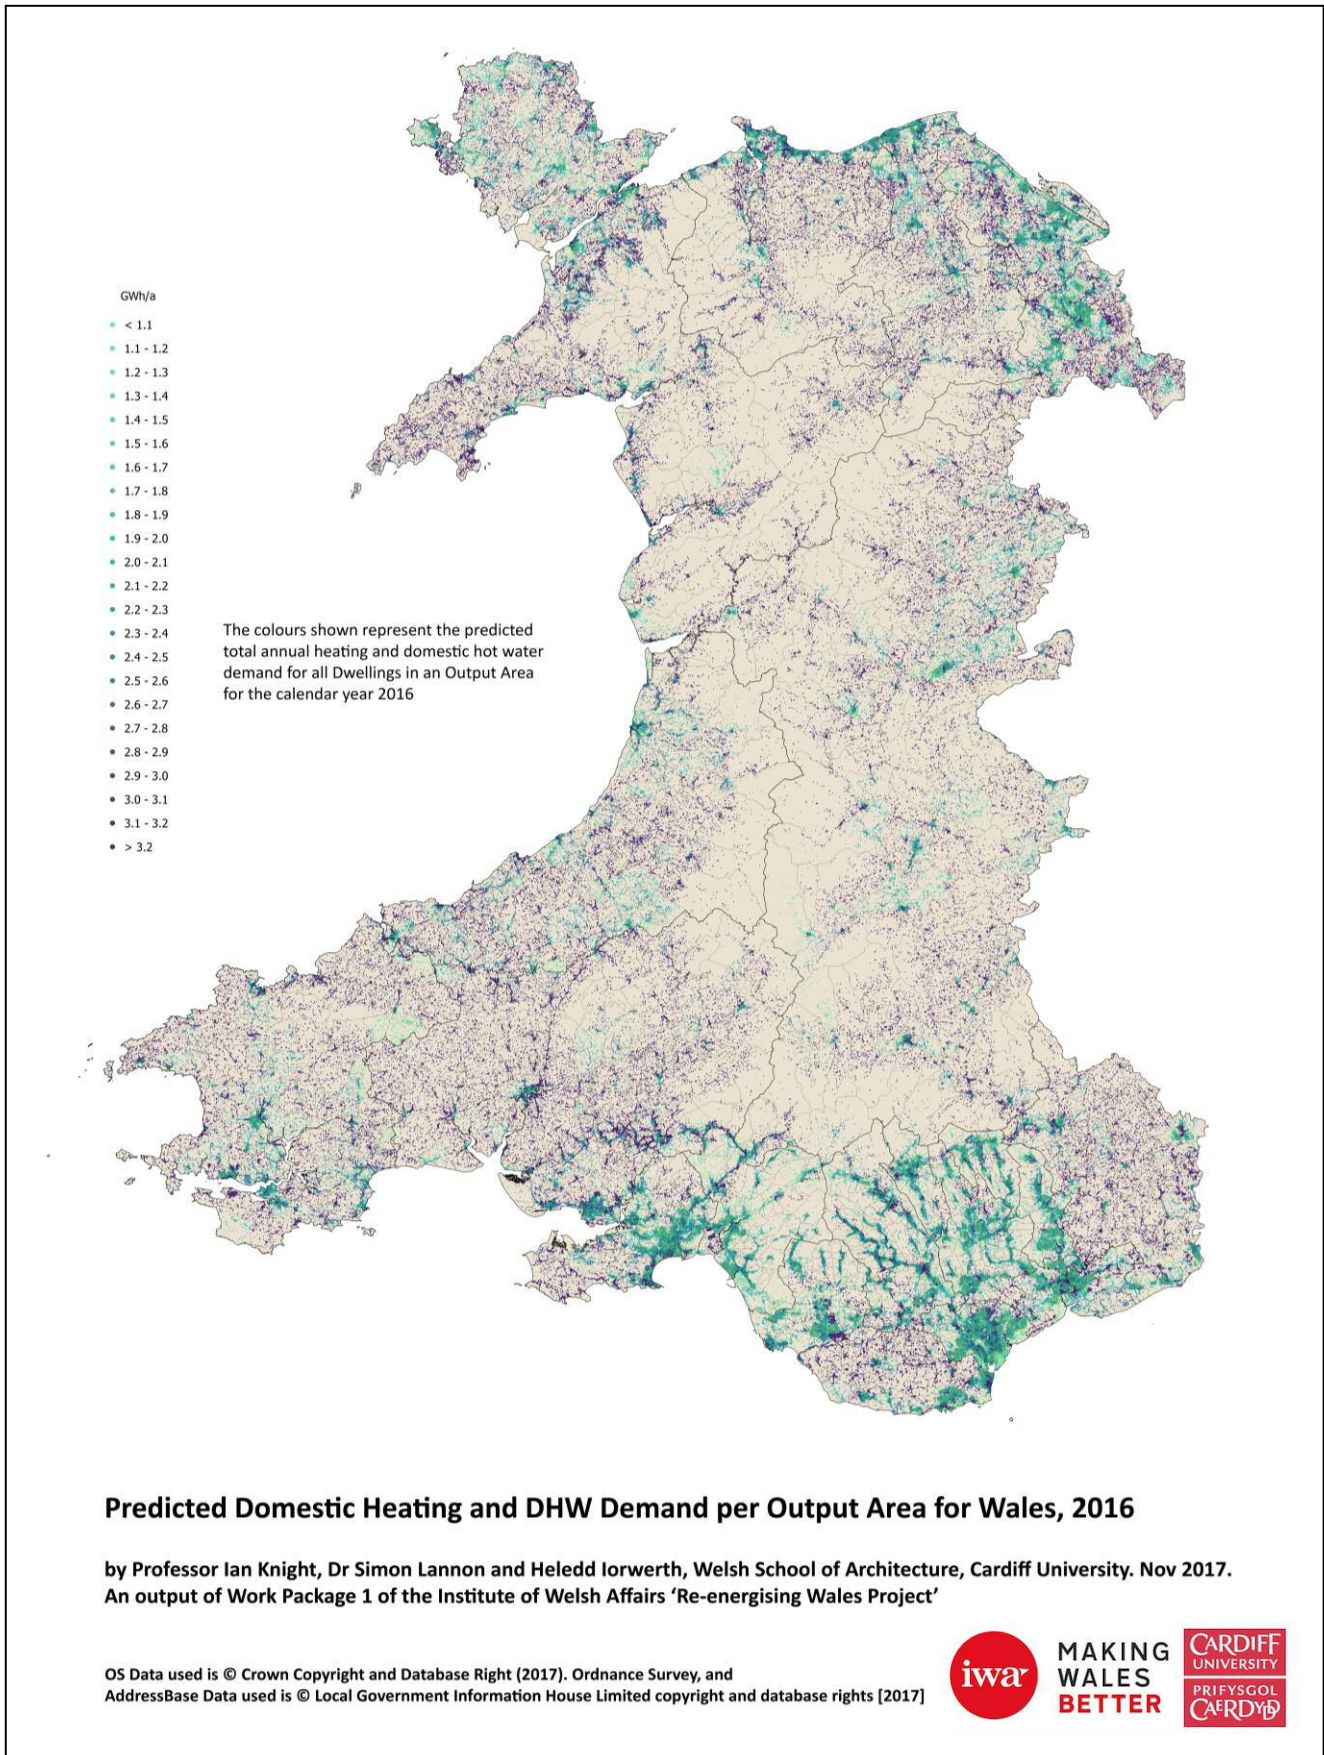 GWh/a
< 1.1
1.1 - 1.2
1.2 - 1.3
1.3 - 1.4
1.4 - 1.5
1.5 - 1.6
1.6 - 1.7
1.7 - 1.8
1.8 - 1.9
1.9 - 2.0
2.0 - 2.1
2.1 - 2.2
2.2 - 2.3
2.3 - 2.4
2.4 - 2.5
2.5 - 2.6
2.6 - 2.7
2.7 - 2.8
2.8 - 2.9
2.9 - 3.0
3.0 - 3.1
3.1 - 3.2
> 3.2
The colours shown represent the predicted
total annual heating and domestic hot water
demand for all Dwellings in an Output Area
for the calendar year 2016
Predicted Domestic Heating and DHW Demand per Output Area for Wales, 2016
by Professor Ian Knight, Dr Simon Lannon and Heledd Iorwerth, Welsh School of Architecture, Cardiff University. Nov 2017.
An output of Work Package 1 of the Institute of Welsh Affairs ‘Re-energising Wales Project’
OS Data used is © Crown Copyright and Database Right (2017). Ordnance Survey, and
AddressBase Data used is © Local Government Information House Limited copyright and database rights [2017]
iwa
MAKING
WALES
BETTER
CARDIFF
UNIVERSITY
PRIFYSGOL
CAERDYDD